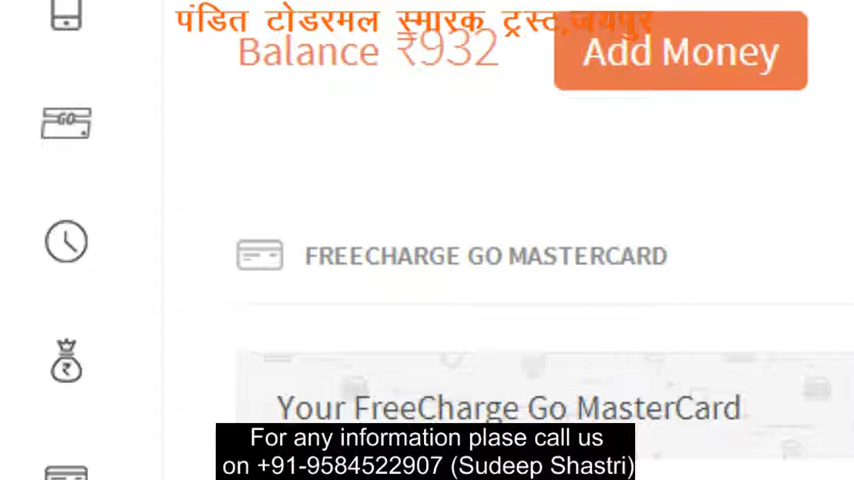 पंडित टोडरमल स्मारक ट्रस्ट,जयपुर
Balance ₹932
Add Money
GO
FREECHARGE GO MASTERCARD
Your FreeCharge Go MasterCard
For any information plase call us
on +91-9584522907 (Sudeep Shastri)